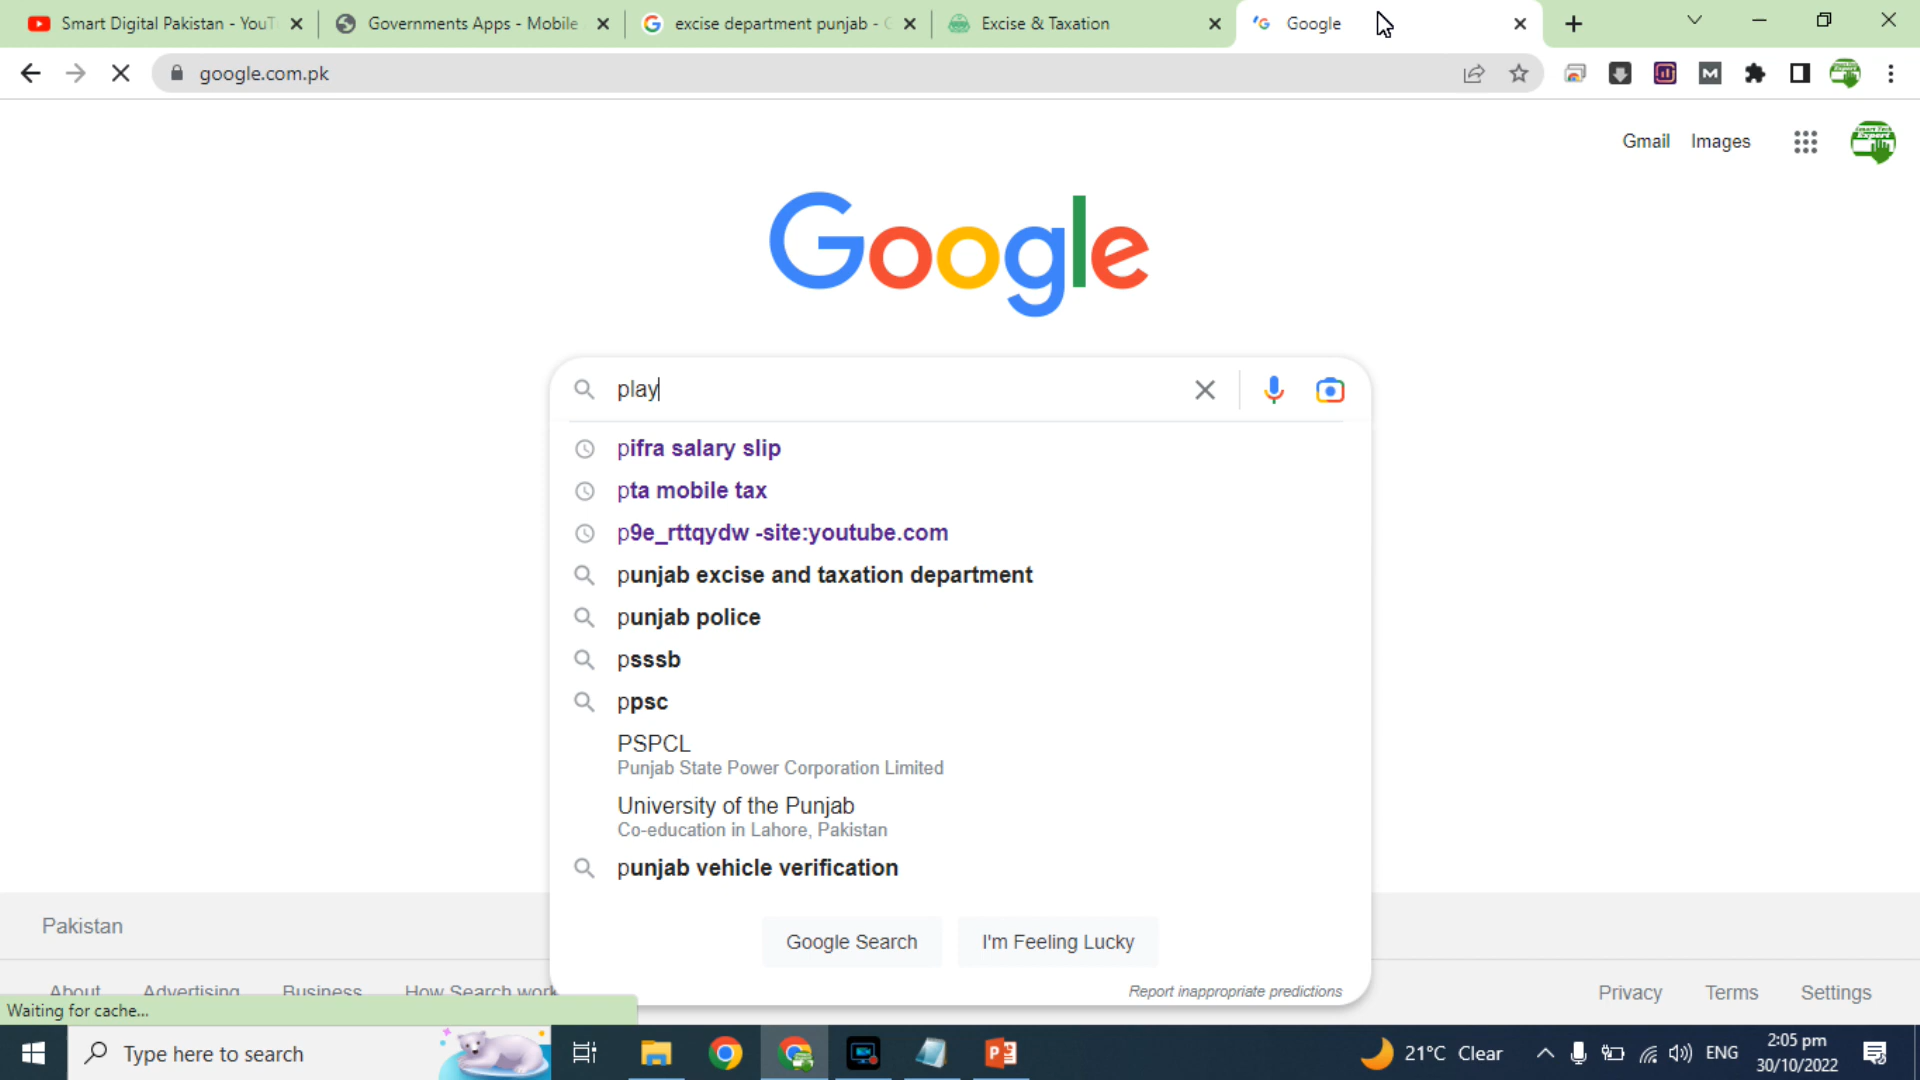 Smart Digital Pakistan - YouT
Governments Apps - Mobile
excise department punjab - G
Excise & Taxation
Google
google.com.pk
Gmail Images
Google
play
pifra salary slip
pta mobile tax
p9e_rttqydw -site:youtube.com
punjab excise and taxation department
punjab police
psssb
ppsc
PSPCL
Punjab State Power Corporation Limited
University of the Punjab
Co-education in Lahore, Pakistan
punjab vehicle verification
Google Search
I'm Feeling Lucky
Report inappropriate predictions
Pakistan
About Advertising Business How Search work
Privacy Terms Settings
Waiting for cache...
Type here to search
21°C Clear
ENG
2:05 pm
30/10/2022